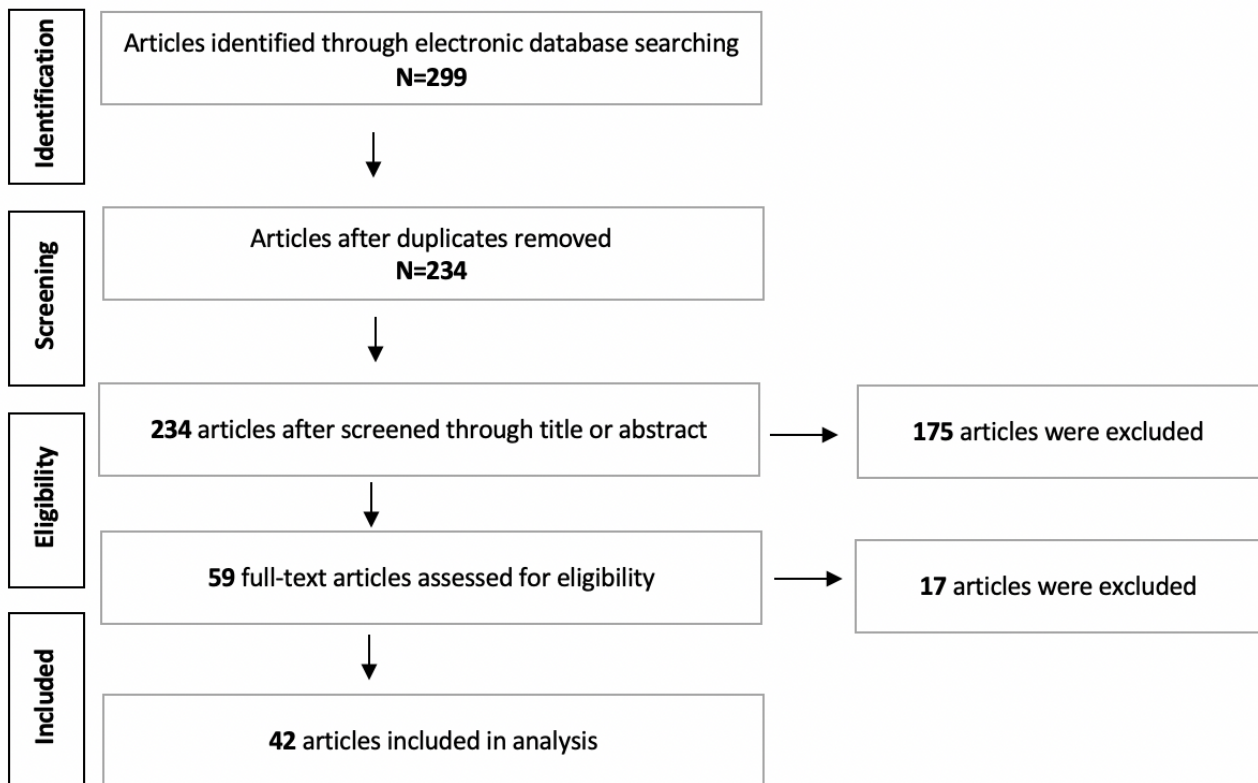 Identification
Articles identified through electronic database searching
N=299
Screening
Articles after duplicates removed
N=234
234 articles after screened through title or abstract
175 articles were excluded
Eligibility
59 full-text articles assessed for eligibility
17 articles were excluded
Included
42 articles included in analysis